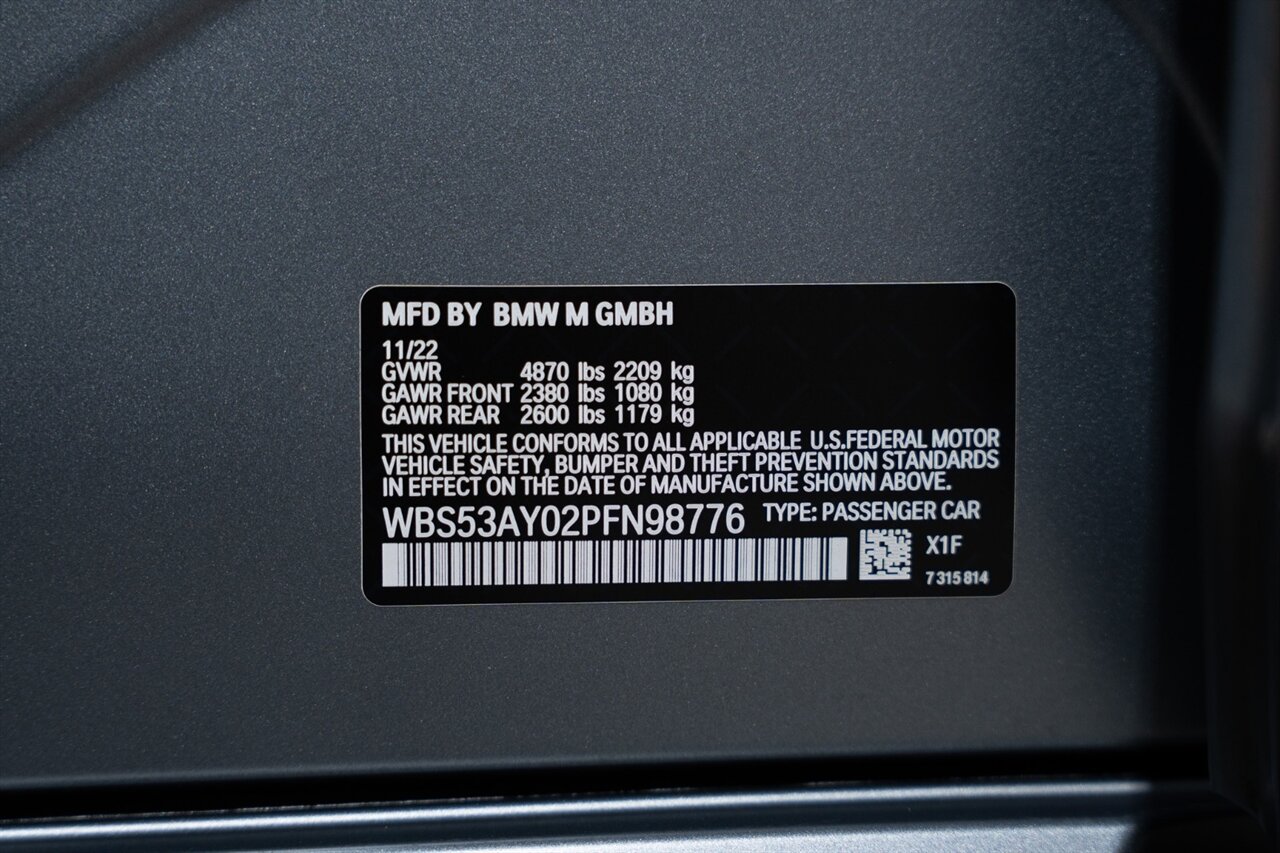 MFD BY BMW M GMBH
11/22
GVWR 4870 lbs 2209 kg
GAWR FRONT 2380 lbs 1080 kg
GAWR REAR 2600 lbs 1179 kg
THIS VEHICLE CONFORMS TO ALL APPLICABLE U.S.FEDERAL MOTOR
VEHICLE SAFETY, BUMPER AND THEFT PREVENTION STANDARDS
IN EFFECT ON THE DATE OF MANUFACTURE SHOWN ABOVE.
WBS53AY02PFN98776 TYPE: PASSENGER CAR
X1F
7 315 814